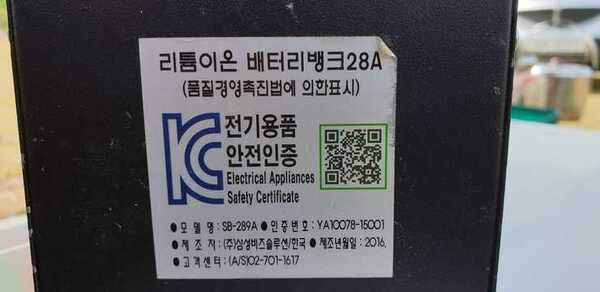 리튬이온 배터리뱅크28A
(품질경영촉진법에 의한표시)
KC 전기용품
안전인증
Electrical Appliances
Safety Certificate
● 모 델 명 : SB-289A ● 인증번호 : YA10078-15001
● 제 조 자 : (주)삼성비즈솔루션/한국 ● 제조년월일 : 2016,
● 고객센터 : (A/S)02-701-1617